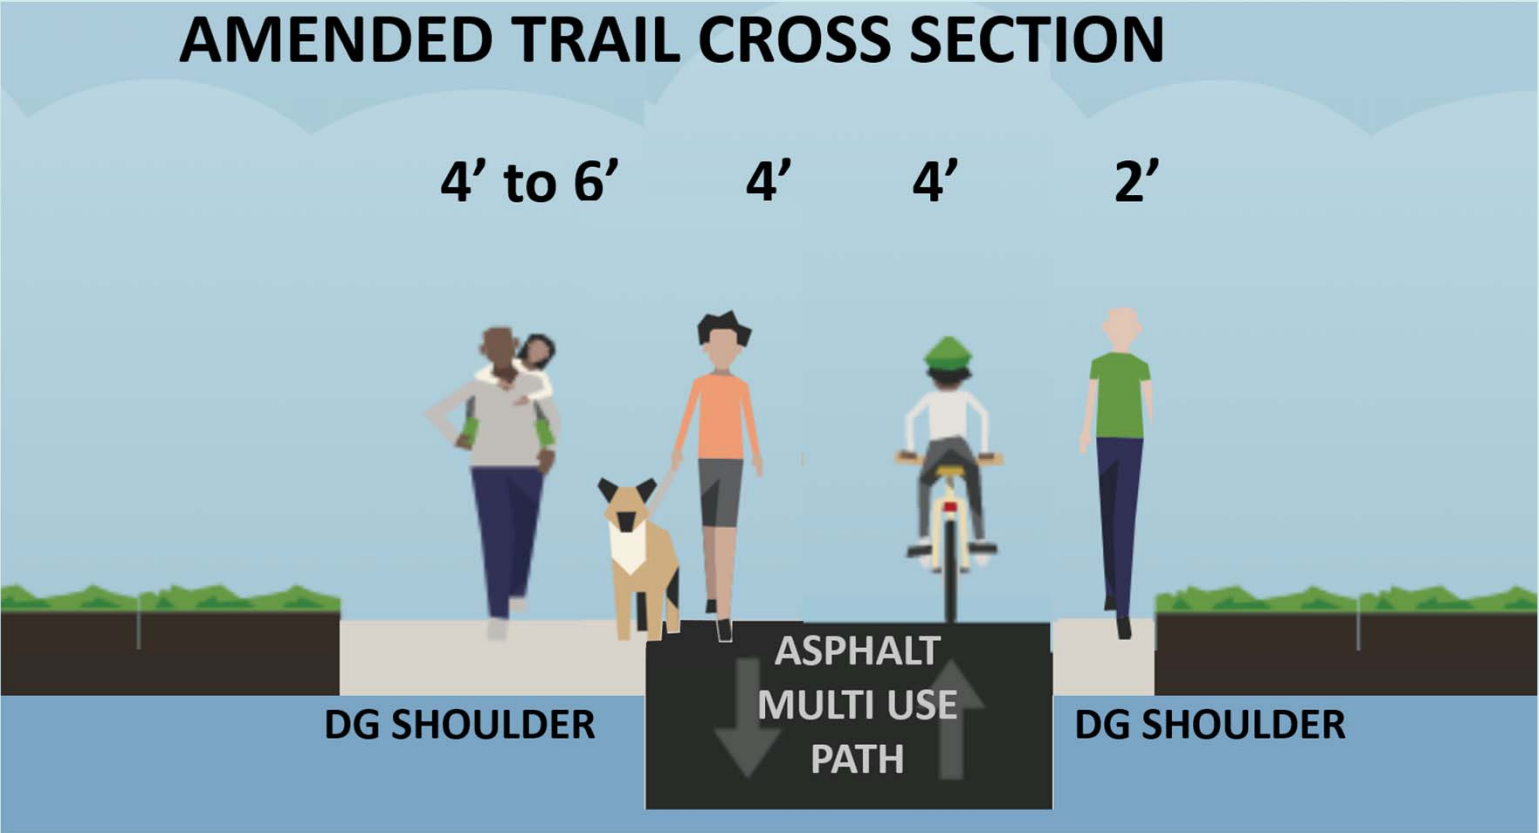 AMENDED TRAIL CROSS SECTION
4’ to 6’ 4’ 4’ 2’
ASPHALT
MULTI USE
PATH
DG SHOULDER
DG SHOULDER